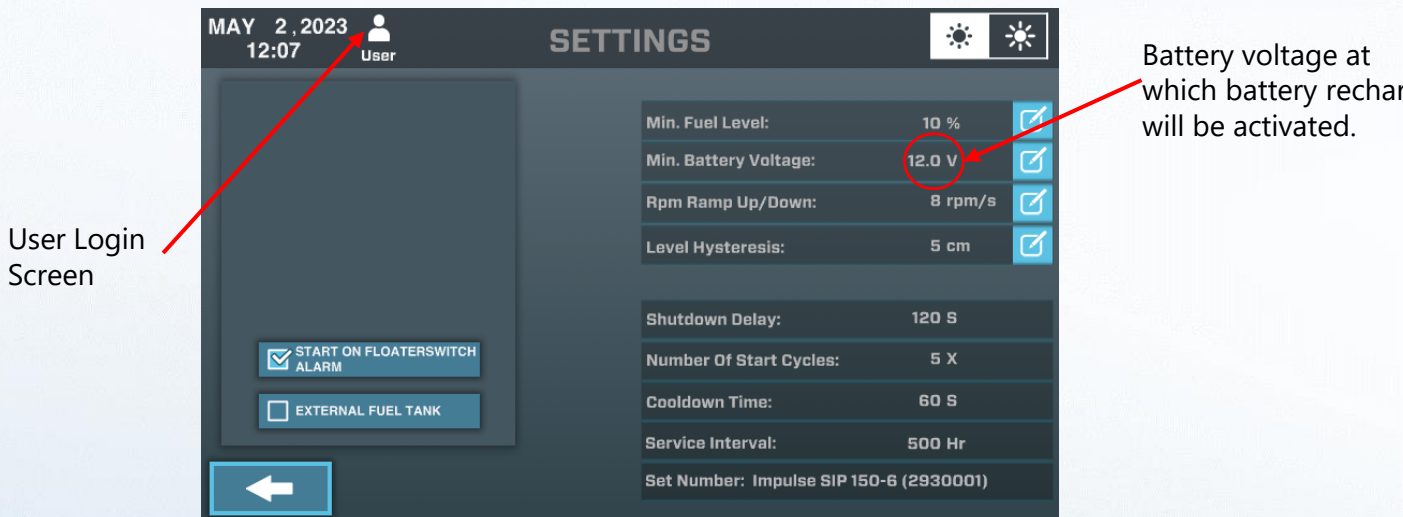 MAY 2, 2023
12:07
User
SETTINGS
Battery voltage at
which battery
will be activated.
User Login
Screen
Min. Fuel Level: 10 %
Min. Battery Voltage: 12.0 V
Rpm Ramp Up/Down: 8 rpm/s
Level Hysteresis: 5 cm
START ON FLOATERSWITCH
ALARM
EXTERNAL FUEL TANK
Shutdown Delay: 120 S
Number Of Start Cycles: 5 X
Cooldown Time: 60 S
Service Interval: 500 Hr
Set Number: Impulse SIP 150-6 (2930001)